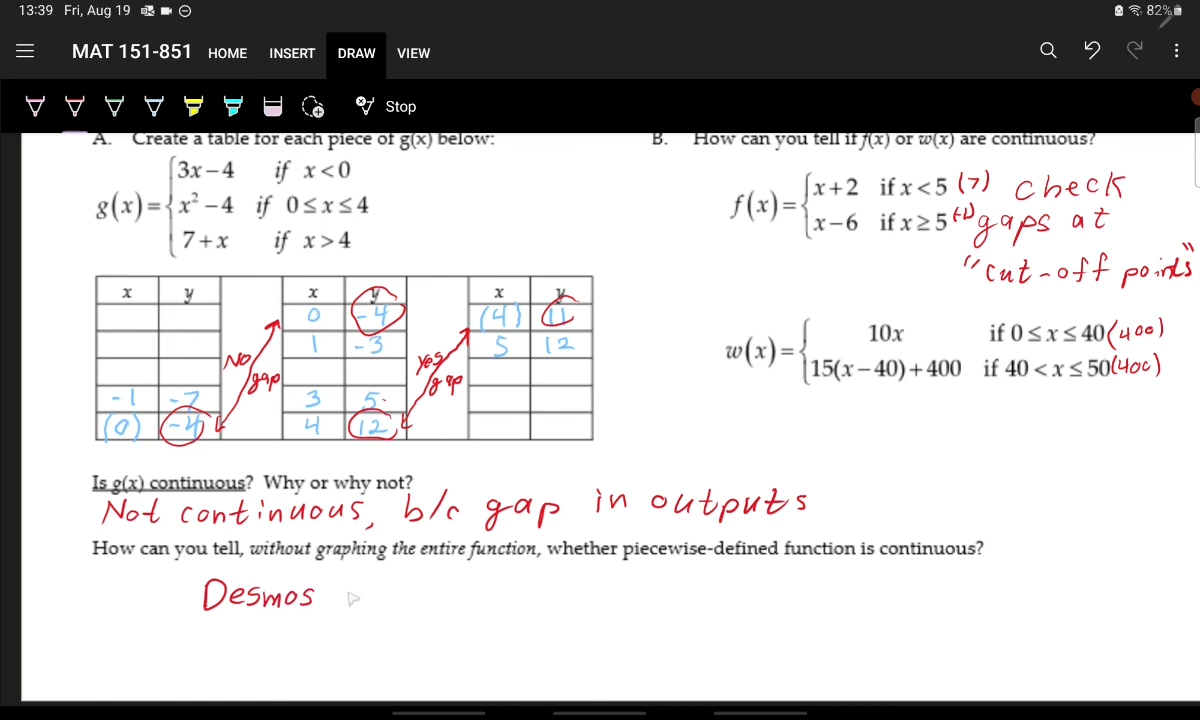 13:39 Fri, Aug 19 82%
MAT 151-851 HOME INSERT DRAW VIEW
Stop
A. Create a table for each piece of g(x) below:
g(x) = { 3x − 4 if x < 0
x² − 4 if 0 ≤ x ≤ 4
7 + x if x > 4
x y x y x y
0 -4 (4) 11
1 -3 5 12
No gap Yes gap
-1 -7 3 5
(0) -4 4 12
Is g(x) continuous? Why or why not?
Not continuous, b/c gap in outputs
How can you tell, without graphing the entire function, whether piecewise-defined function is continuous?
Desmos
B. How can you tell if f(x) or w(x) are continuous?
f(x) = { x + 2 if x < 5 (7)
x − 6 if x ≥ 5 (-1)
check
gaps at
"cut-off points"
w(x) = { 10x if 0 ≤ x ≤ 40 (400)
15(x − 40) + 400 if 40 < x ≤ 50 (400)